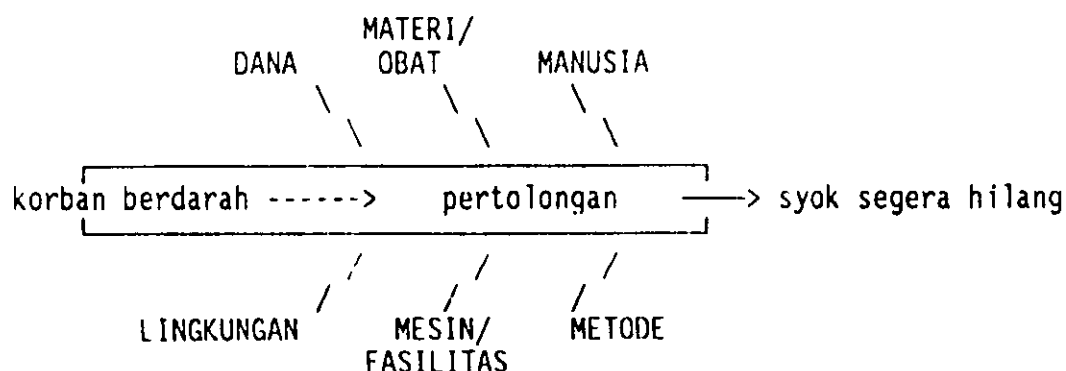 MATERI/
DANA OBAT MANUSIA
korban berdarah ------> pertolongan ——> syok segera hilang
LINGKUNGAN MESIN/ METODE
FASILITAS